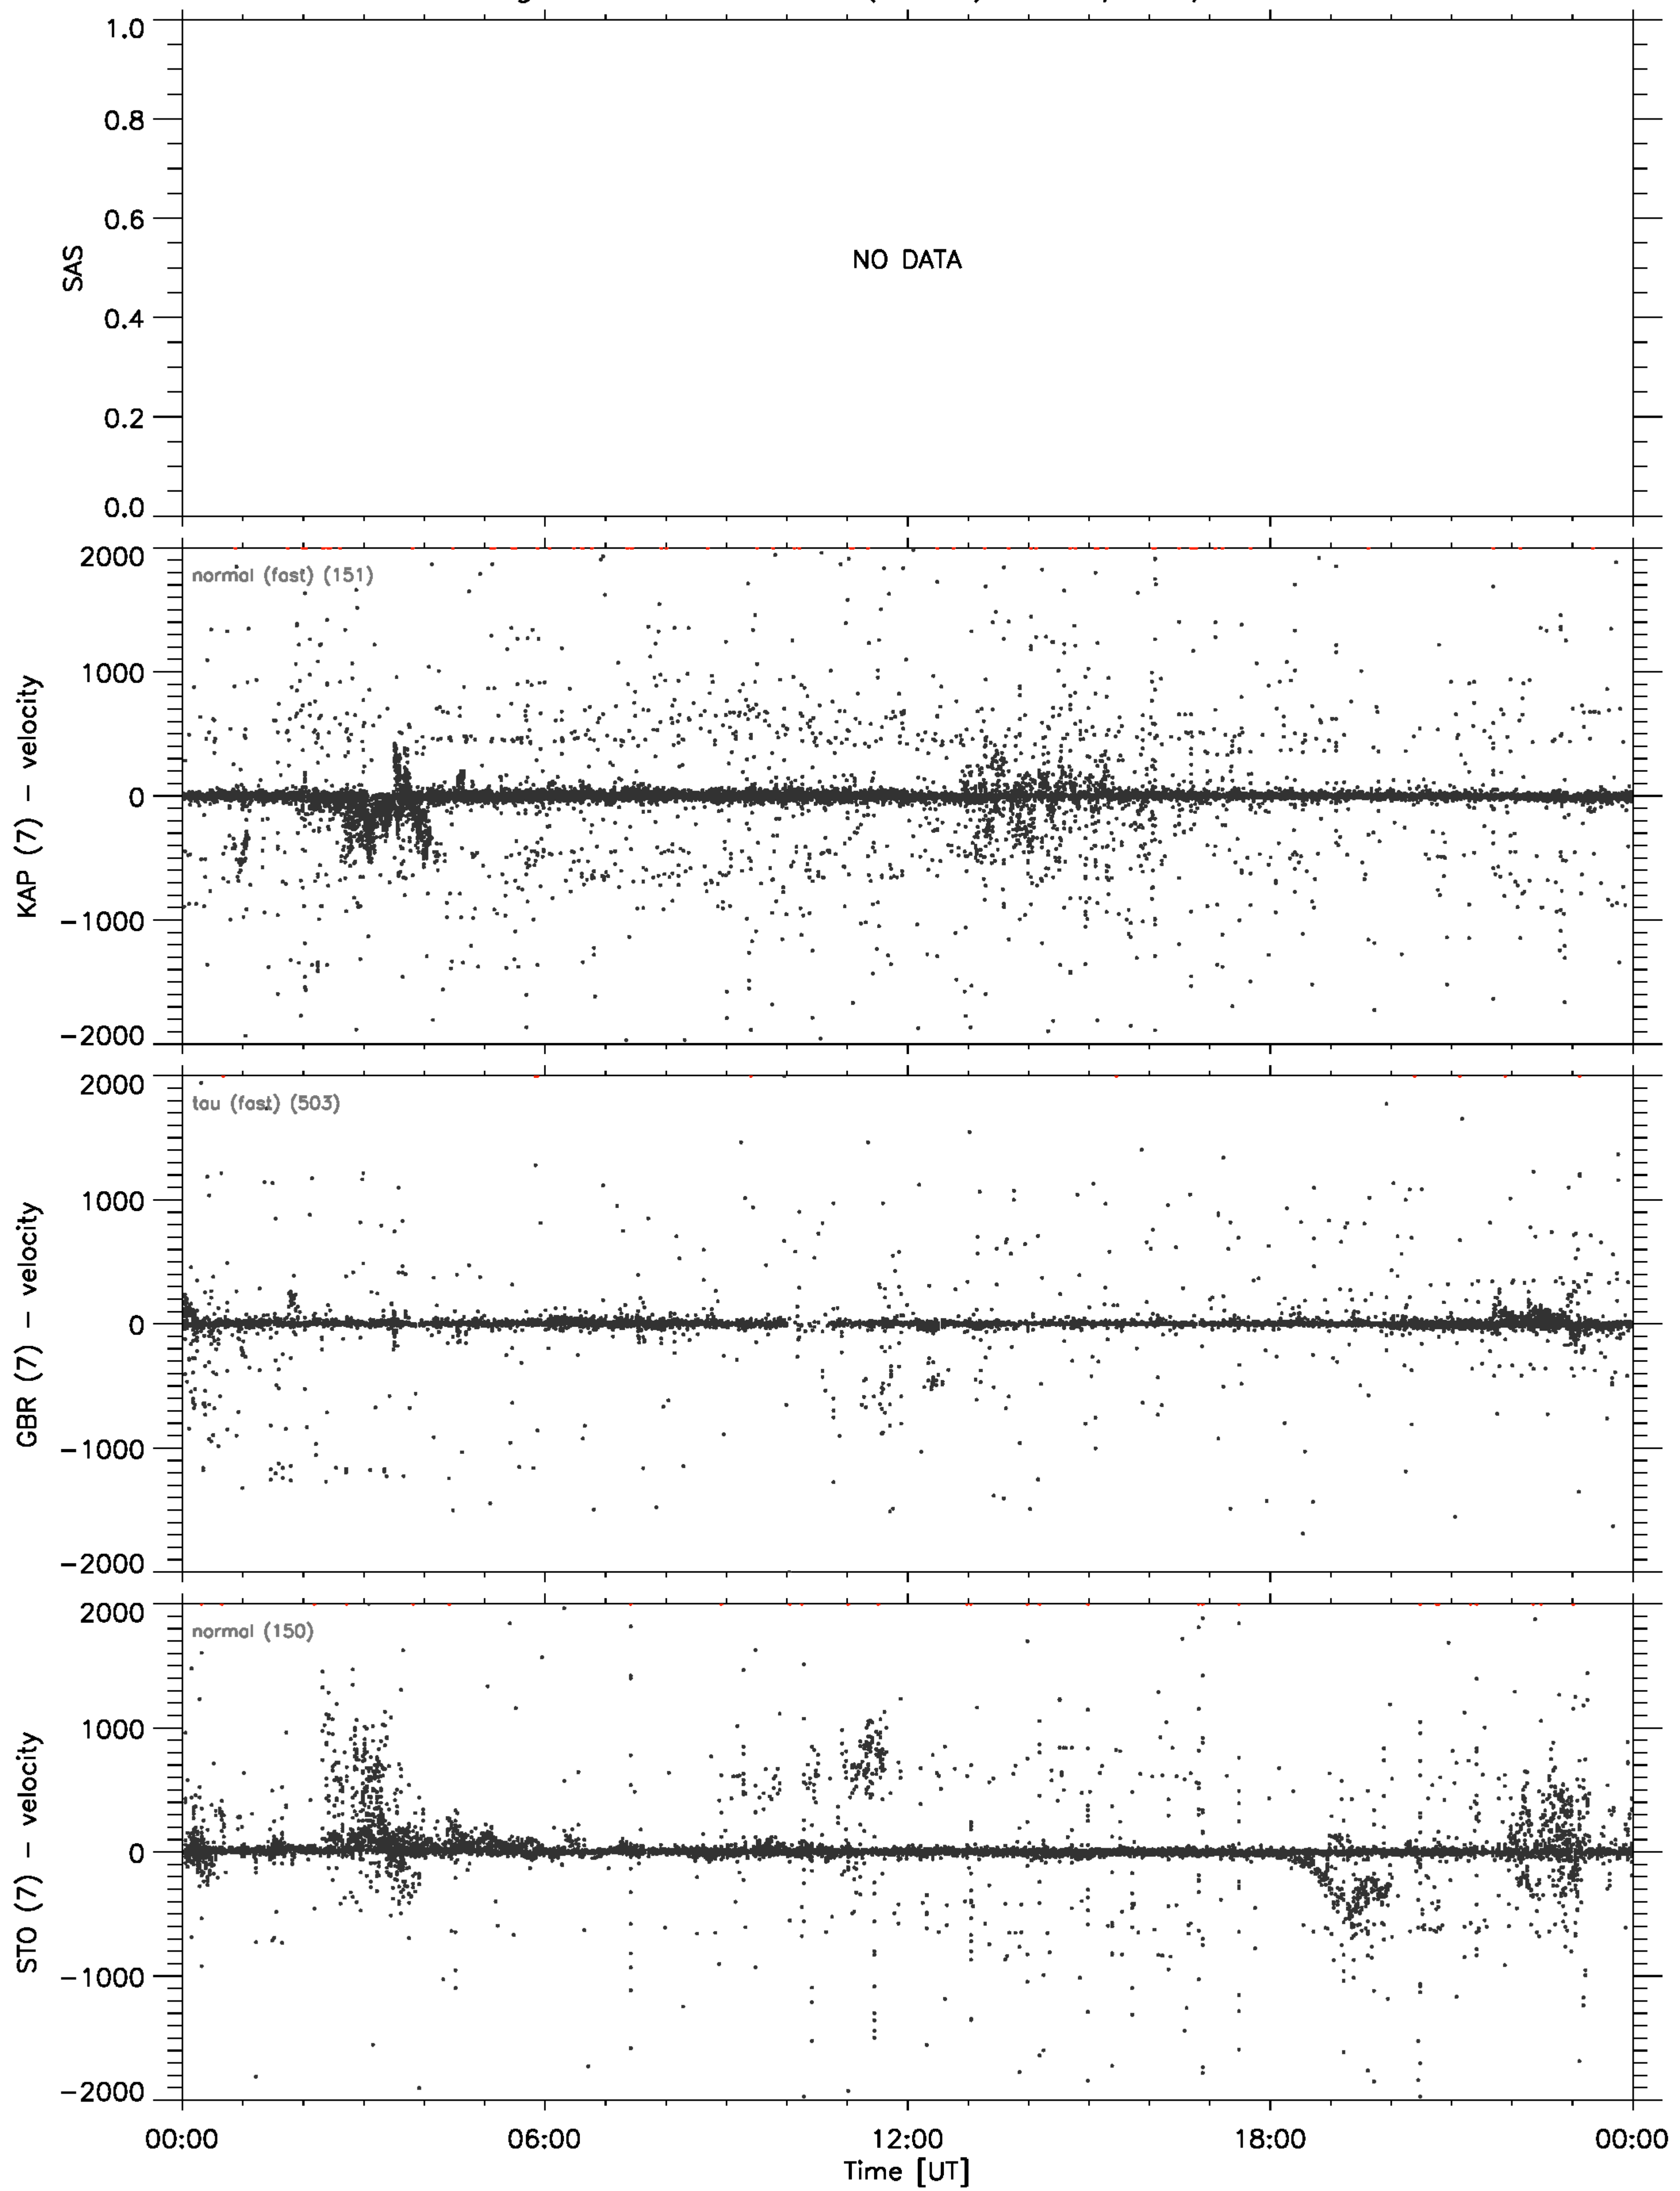 1.0
0.8
0.6
0.4
0.2
0.0
SAS
NO DATA
2000
1000
0
−1000
−2000
KAP (7) − velocity
normal (fast) (151)
2000
1000
0
−1000
−2000
GBR (7) − velocity
tau (fast) (503)
2000
1000
0
−1000
−2000
STO (7) − velocity
normal (150)
00:00 06:00 12:00 18:00 00:00
Time [UT]